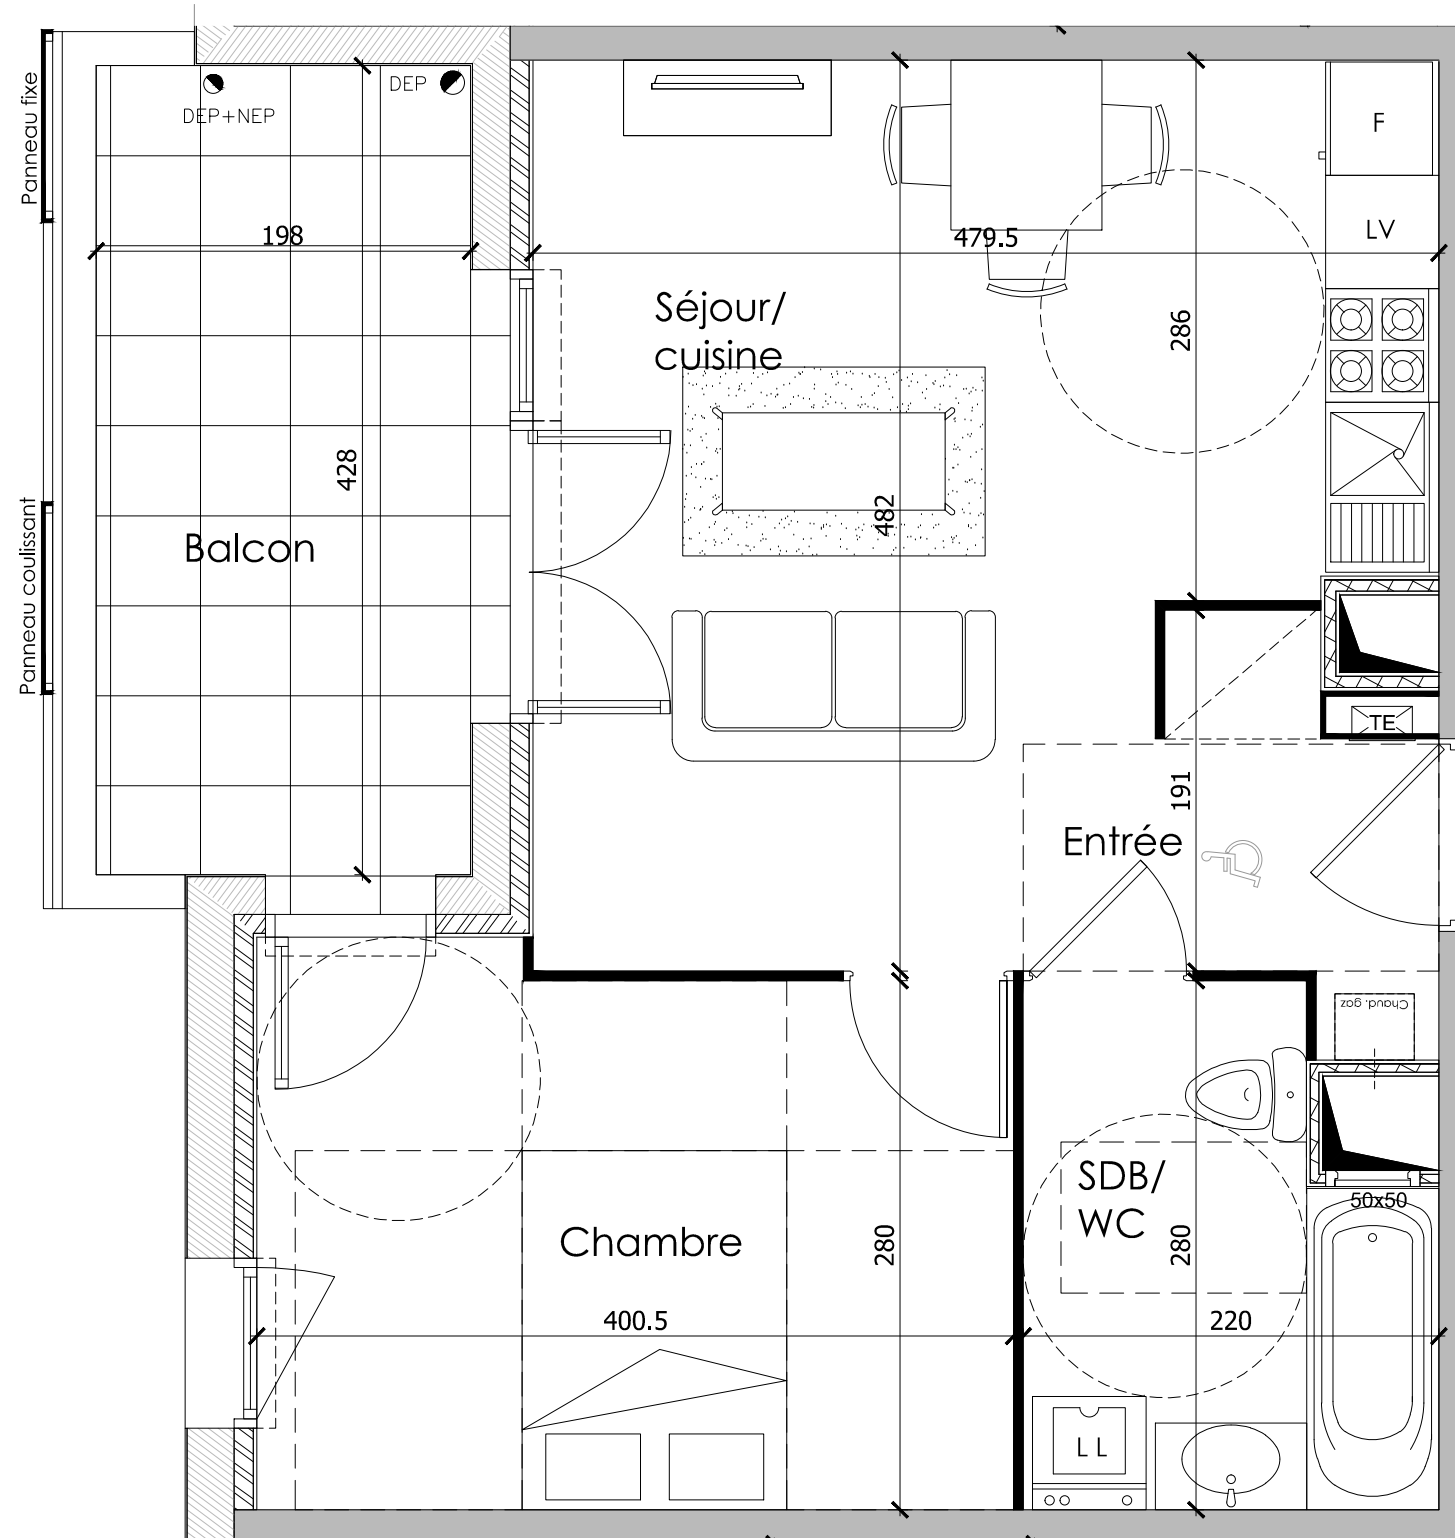 Panneau fixe
DEP+NEP
DEP
F
LV
198
479.5
Séjour/
cuisine
286
428
482
Balcon
Panneau coulissant
TE
191
Entrée
Chaud. gaz
SDB/
WC
50x50
Chambre
280
280
400.5
220
L L